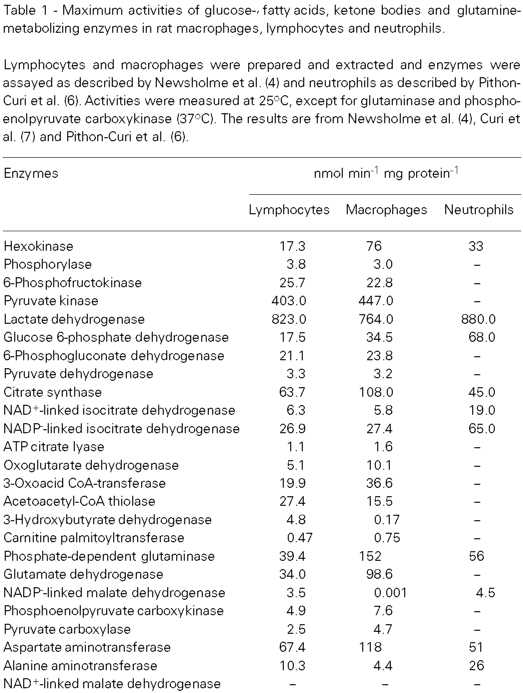 Table 1 - Maximum activities of glucose-, fatty acids, ketone bodies and glutamine-
metabolizing enzymes in rat macrophages, lymphocytes and neutrophils.
Lymphocytes and macrophages were prepared and extracted and enzymes were
assayed as described by Newsholme et al. (4) and neutrophils as described by Pithon-
Curi et al. (6). Activities were measured at 25°C, except for glutaminase and phospho-
enolpyruvate carboxykinase (37°C). The results are from Newsholme et al. (4), Curi et
al. (7) and Pithon-Curi et al. (6).
Enzymes nmol min-1 mg protein-1
Lymphocytes Macrophages Neutrophils
Hexokinase 17.3 76 33
Phosphorylase 3.8 3.0 –
6-Phosphofructokinase 25.7 22.8 –
Pyruvate kinase 403.0 447.0 –
Lactate dehydrogenase 823.0 764.0 880.0
Glucose 6-phosphate dehydrogenase 17.5 34.5 68.0
6-Phosphogluconate dehydrogenase 21.1 23.8 –
Pyruvate dehydrogenase 3.3 3.2 –
Citrate synthase 63.7 108.0 45.0
NAD+-linked isocitrate dehydrogenase 6.3 5.8 19.0
NADP-linked isocitrate dehydrogenase 26.9 27.4 65.0
ATP citrate lyase 1.1 1.6 –
Oxoglutarate dehydrogenase 5.1 10.1 –
3-Oxoacid CoA-transferase 19.9 36.6 –
Acetoacetyl-CoA thiolase 27.4 15.5 –
3-Hydroxybutyrate dehydrogenase 4.8 0.17 –
Carnitine palmitoyltransferase 0.47 0.75 –
Phosphate-dependent glutaminase 39.4 152 56
Glutamate dehydrogenase 34.0 98.6 –
NADP-linked malate dehydrogenase 3.5 0.001 4.5
Phosphoenolpyruvate carboxykynase 4.9 7.6 –
Pyruvate carboxylase 2.5 4.7 –
Aspartate aminotransferase 67.4 118 51
Alanine aminotransferase 10.3 4.4 26
NAD+-linked malate dehydrogenase – – –